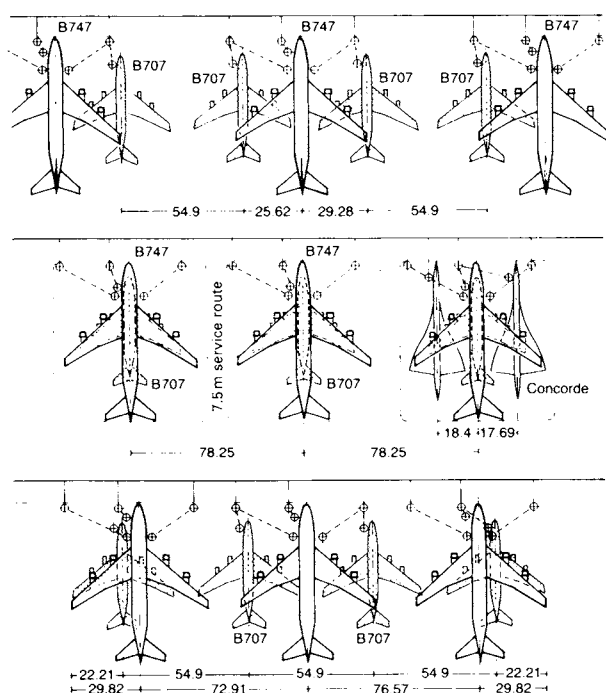 B747 B747 B747
B707 B707 B707 B707
54.9 25.62 29.28 54.9
B747 B747
7.5m service route
B707 B707
Concorde
18.4 17.69
78.25 78.25
B707 B707
22.21 54.9 54.9 54.9 22.21
29.82 72.91 76.57 29.82